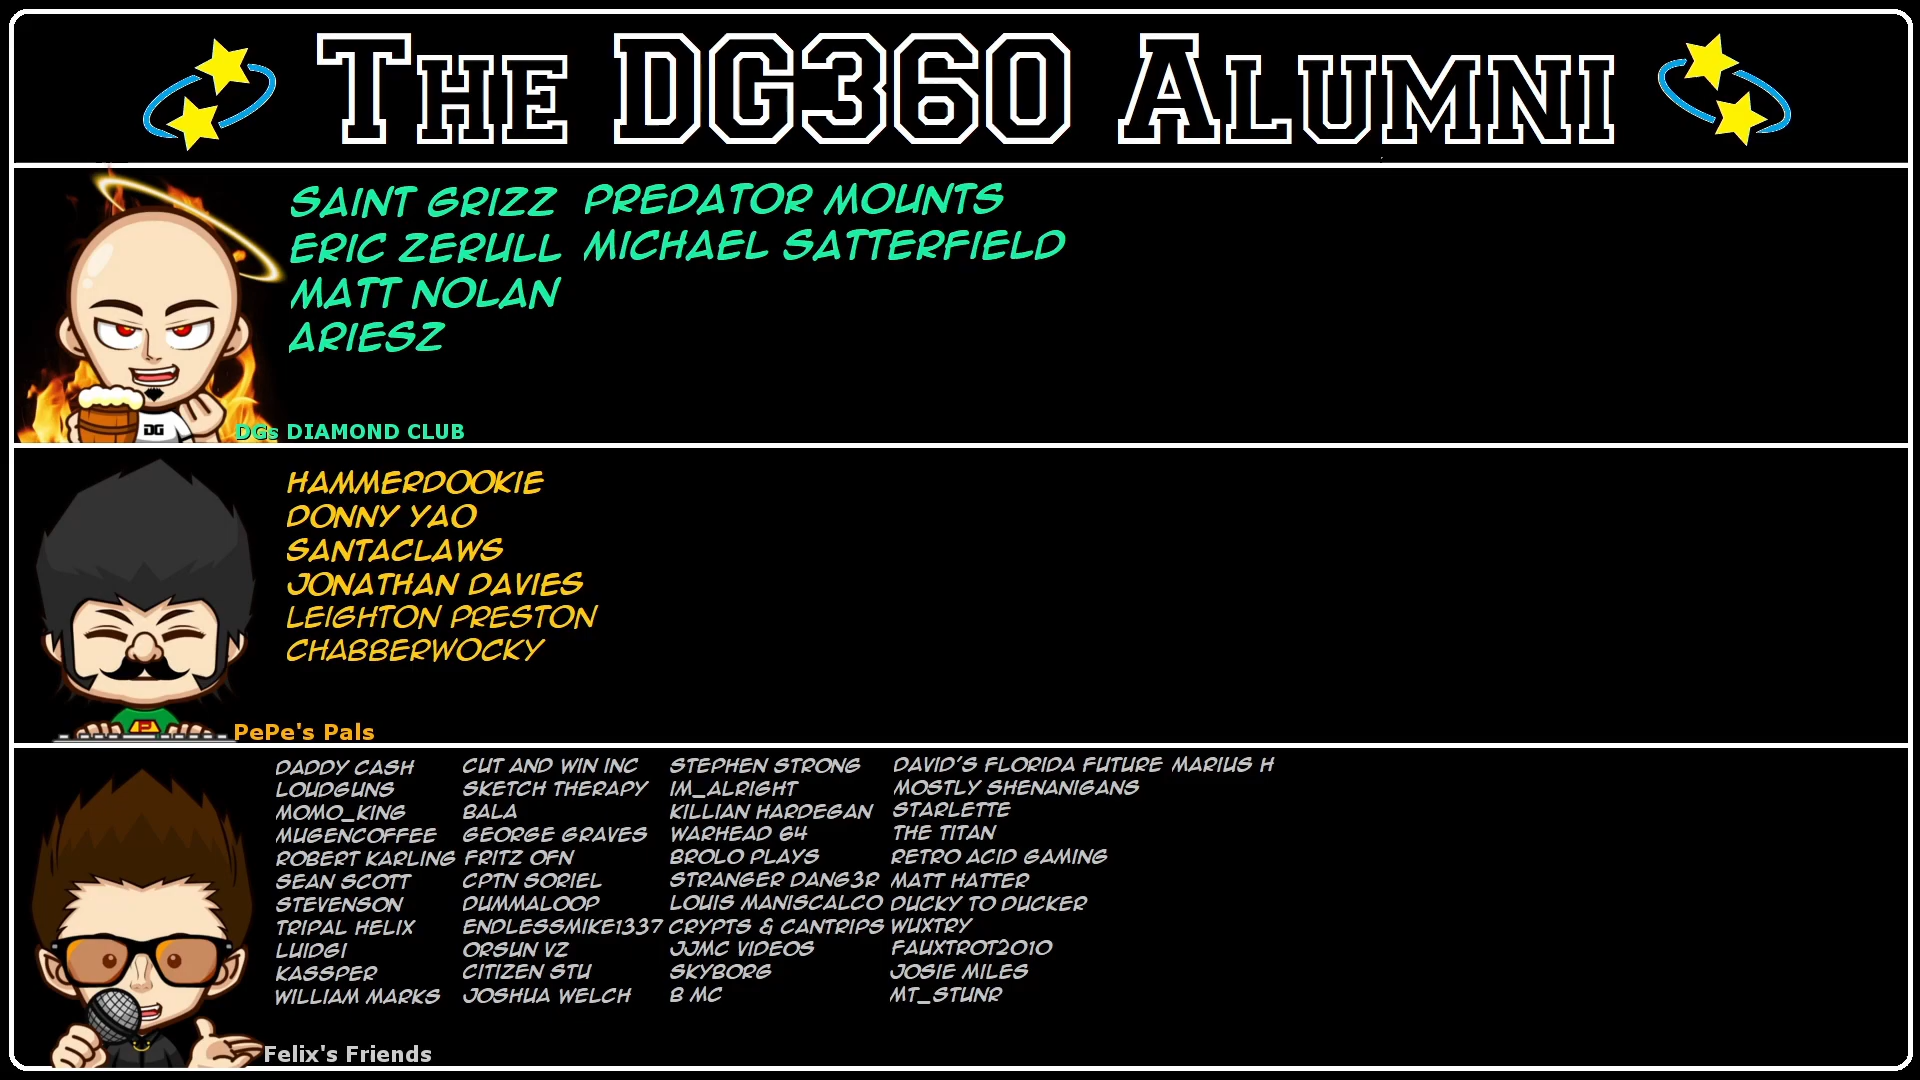 THE DG360 ALUMNI
SAINT GRIZZ
ERIC ZERULL
MATT NOLAN
ARIESZ
PREDATOR MOUNTS
MICHAEL SATTERFIELD
DG
DGs DIAMOND CLUB
HAMMERDOOKIE
DONNY YAO
SANTACLAWS
JONATHAN DAVIES
LEIGHTON PRESTON
CHABBERWOCKY
PePe's Pals
DADDY CASH
LOUDGUNS
MOMO_KING
MUGENCOFFEE
ROBERT KARLING
SEAN SCOTT
STEVENSON
TRIPAL HELIX
LUIDGI
KASSPER
WILLIAM MARKS
CUT AND WIN INC
SKETCH THERAPY
BALA
GEORGE GRAVES
FRITZ OFN
CPTN SORIEL
DUMMALOOP
ENDLESSMIKE1337
ORSUN VZ
CITIZEN STU
JOSHUA WELCH
STEPHEN STRONG
IM_ALRIGHT
KILLIAN HARDEGAN
WARHEAD 64
BROLO PLAYS
STRANGER DANG3R
LOUIS MANISCALCO
CRYPTS & CANTRIPS
JJMC VIDEOS
SKYBORG
B MC
DAVID'S FLORIDA FUTURE
MOSTLY SHENANIGANS
STARLETTE
THE TITAN
RETRO ACID GAMING
MATT HATTER
DUCKY TO DUCKER
WUXTRY
FAUXTROT2010
JOSIE MILES
MT_STUNR
MARIUS H
Felix's Friends